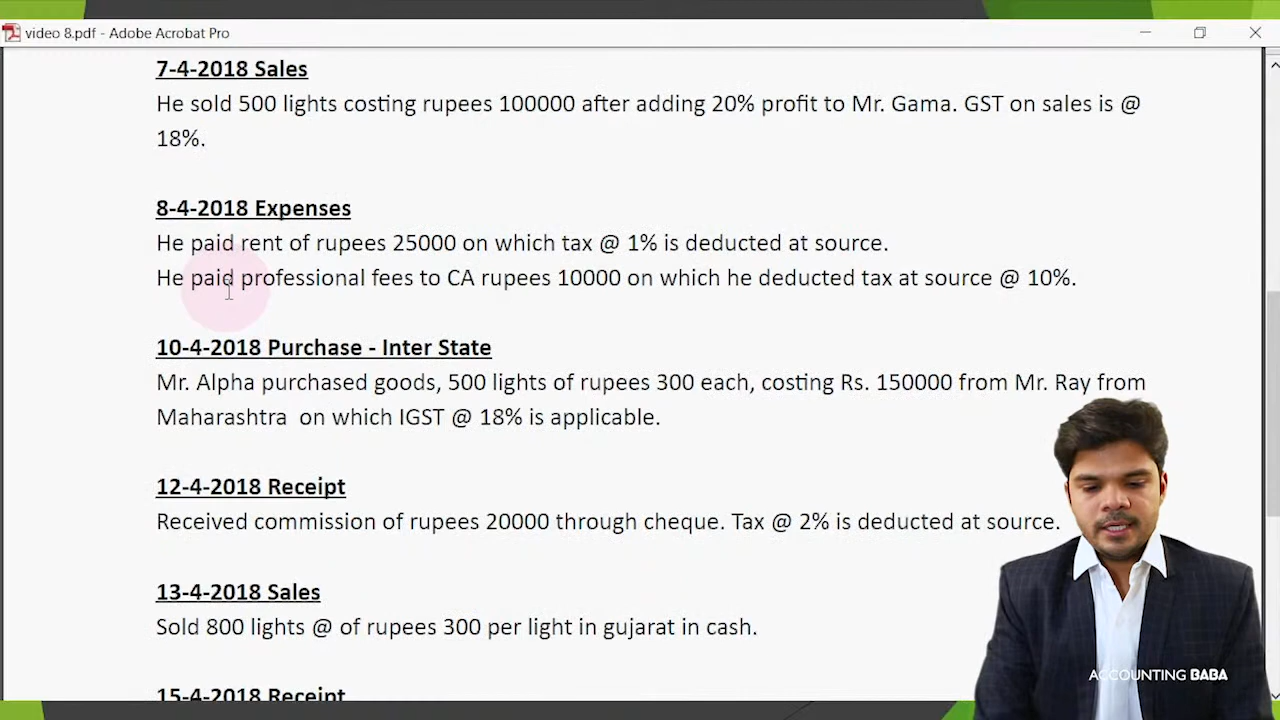 video 8.pdf - Adobe Acrobat Pro
7-4-2018 Sales
He sold 500 lights costing rupees 100000 after adding 20% profit to Mr. Gama. GST on sales is @
18%.
8-4-2018 Expenses
He paid rent of rupees 25000 on which tax @ 1% is deducted at source.
He paid professional fees to CA rupees 10000 on which he deducted tax at source @ 10%.
10-4-2018 Purchase - Inter State
Mr. Alpha purchased goods, 500 lights of rupees 300 each, costing Rs. 150000 from Mr. Ray from
Maharashtra  on which IGST @ 18% is applicable.
12-4-2018 Receipt
Received commission of rupees 20000 through cheque. Tax @ 2% is deducted at source.
13-4-2018 Sales
Sold 800 lights @ of rupees 300 per light in gujarat in cash.
15-4-2018 Receipt
ACCOUNTING BABA